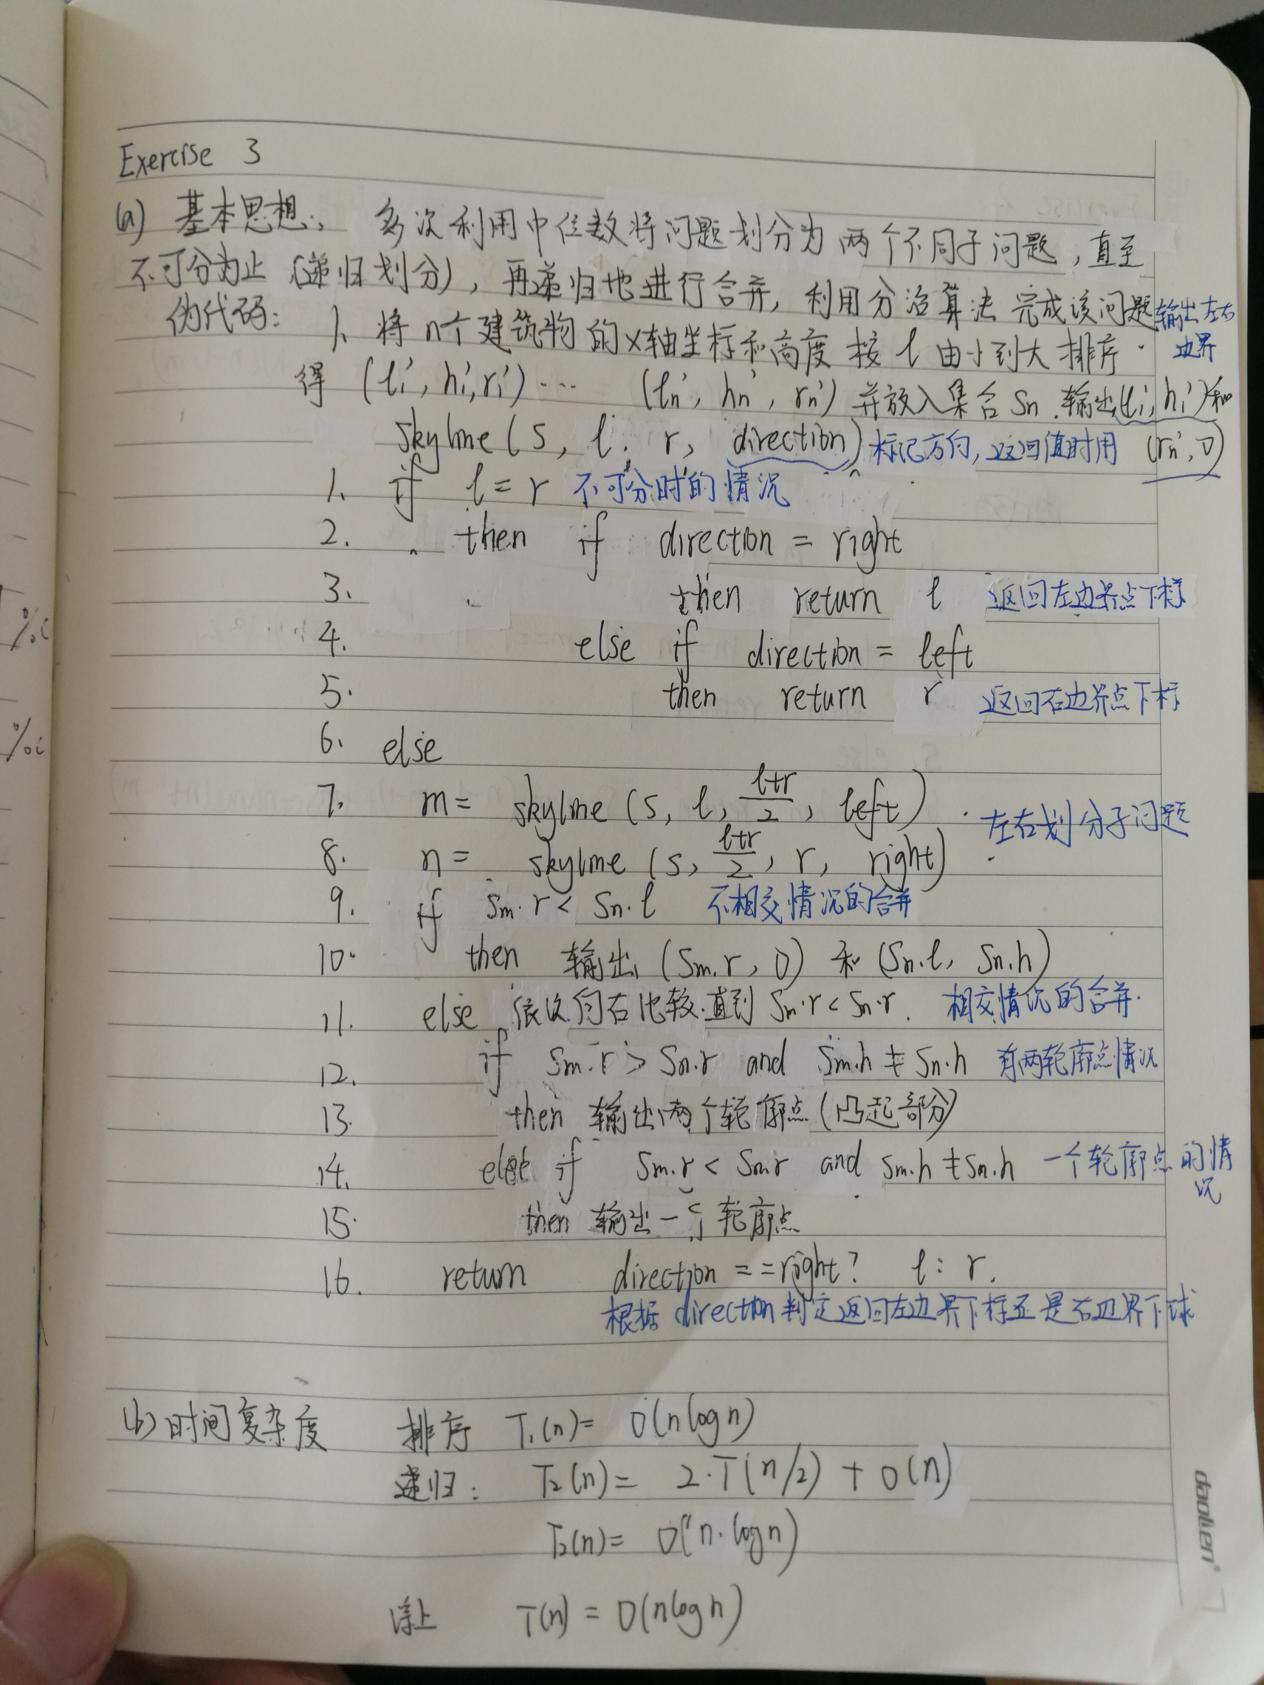 Exercise 3
(a) 基本思想: 多次利用中位数将问题划分为两个不同子问题,直至
不可分为止(递归划分),再递归地进行合并,利用分治算法完成该问题
伪代码: 1. 将n个建筑物的x轴坐标和高度按l由小到大排序. 输出左右边界
得 (l₁', h₁', r₁') ··· (lₙ', hₙ', rₙ') 并放入集合Sn. 输出(l₁', h₁')和
skyline(S, l, r, direction) 标记方向,返回值时用 (rₙ', 0)
1. if l = r 不可分时的情况
2. then if direction = right
3. then return l 返回左边界点下标
4. else if direction = left
5. then return r 返回右边界点下标
6. else
7. m = skyline(S, l, (l+r)/2, left)
左右划分子问题
8. n = skyline(S, (l+r)/2, r, right)
9. if Sm.r < Sn.l 不相交情况的合并
10. then 输出(Sm.r, 0) 和 (Sn.l, Sn.h)
11. else 依次向右比较.直到 Sm.r < Sn.r. 相交情况的合并.
12. if Sm.r > Sn.r and Sm.h ≠ Sn.h 有两轮廓点情况
13. then 输出两个轮廓点(凸起部分)
14. else if Sm.r < Sn.r and Sm.h ≠ Sn.h 一个轮廓点的情况
15. then 输出一个轮廓点
16. return direction == right? l : r.
根据direction判定返回左边界下标还是右边界下标
(b) 时间复杂度 排序 T₁(n) = O(nlogn)
递归: T₂(n) = 2·T(n/2) + O(n)
T₂(n) = O(n·logn)
综上 T(n) = O(nlogn)
daolien